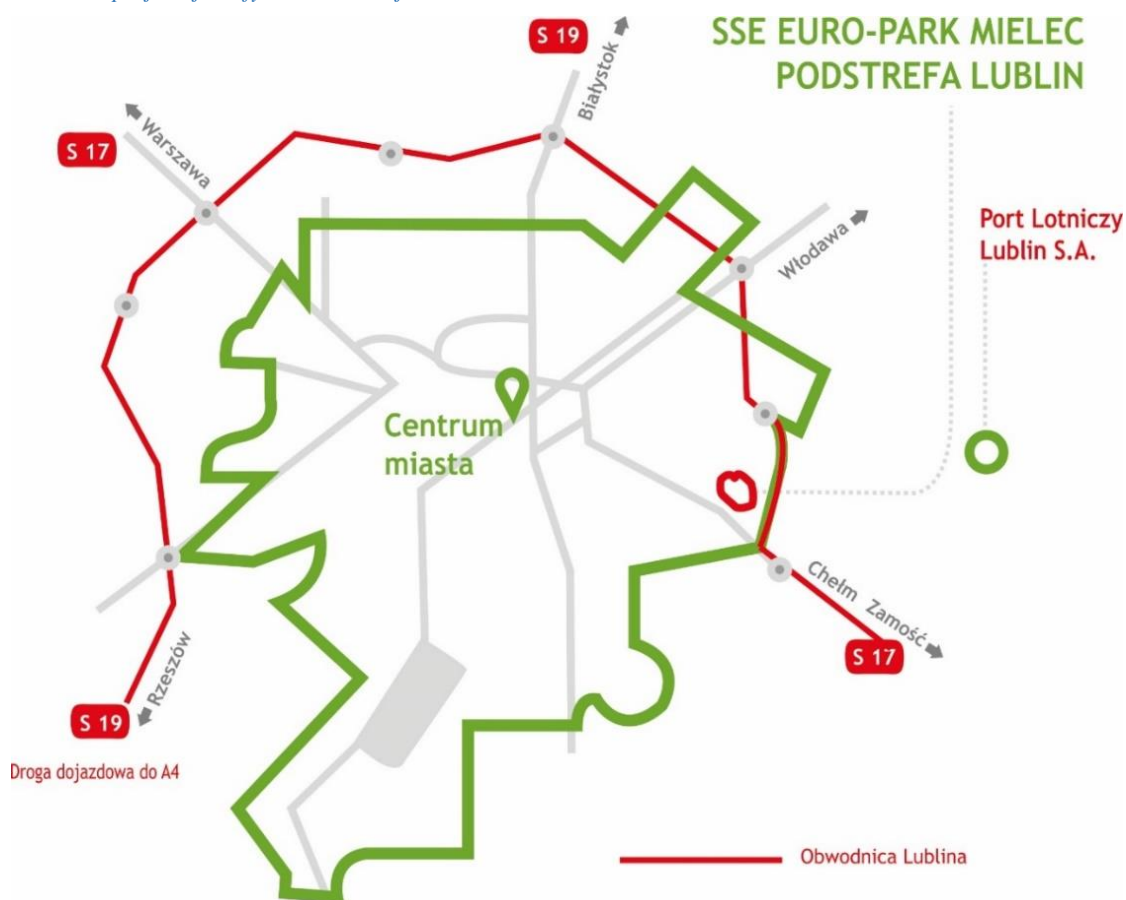 S 19
Białystok
SSE EURO-PARK MIELEC
PODSTREFA LUBLIN
S 17
Warszawa
Port Lotniczy
Lublin S.A.
Włodawa
Centrum
miasta
Chełm Zamość
S 17
Rzeszów
S 19
Droga dojazdowa do A4
Obwodnica Lublina